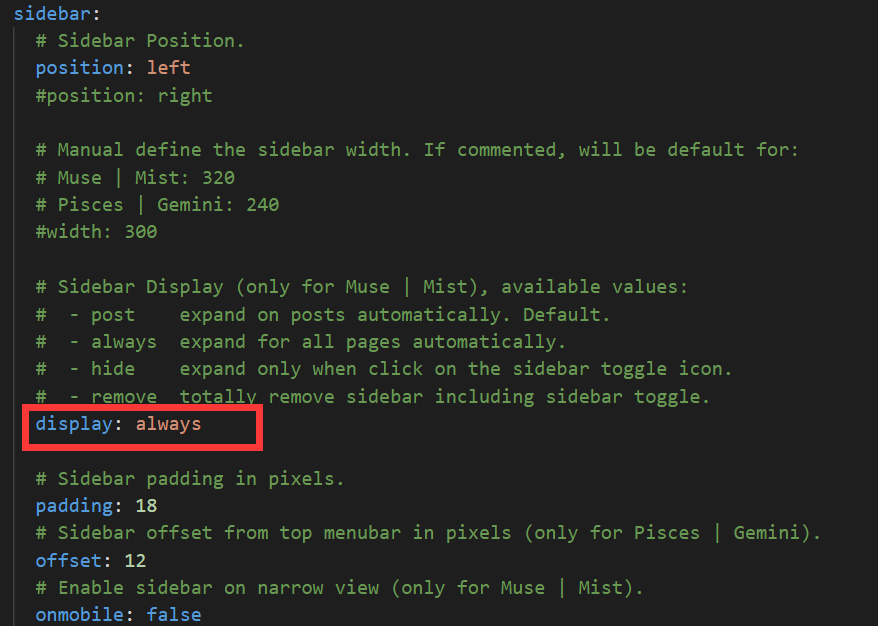 sidebar:
# Sidebar Position.
position: left
#position: right
# Manual define the sidebar width. If commented, will be default for:
# Muse | Mist: 320
# Pisces | Gemini: 240
#width: 300
# Sidebar Display (only for Muse | Mist), available values:
#  - post    expand on posts automatically. Default.
#  - always  expand for all pages automatically.
#  - hide    expand only when click on the sidebar toggle icon.
#  - remove  totally remove sidebar including sidebar toggle.
display: always
# Sidebar padding in pixels.
padding: 18
# Sidebar offset from top menubar in pixels (only for Pisces | Gemini).
offset: 12
# Enable sidebar on narrow view (only for Muse | Mist).
onmobile: false